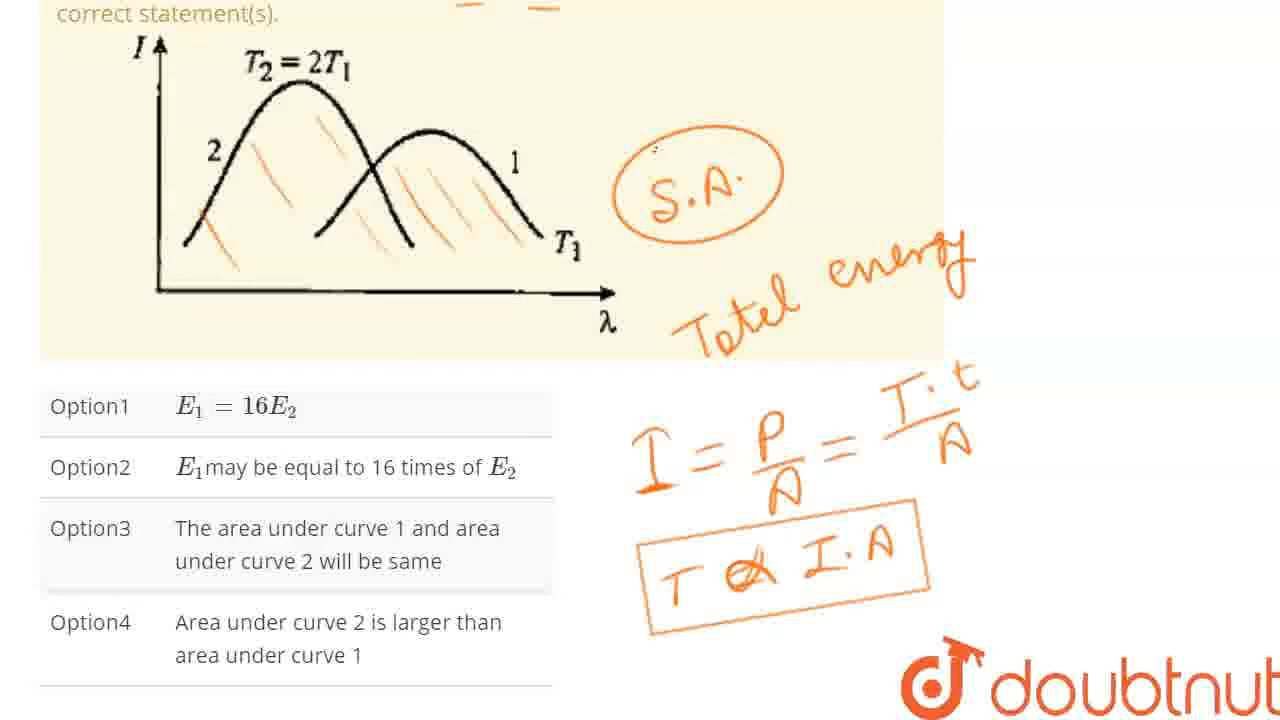 correct statement(s).
I
T₂ = 2T₁
2
1
T₁
λ
S.A.
Total energy
I = P/A = T.t/A
T α I.A
Option1 E₁ = 16E₂
Option2 E₁may be equal to 16 times of E₂
Option3 The area under curve 1 and area
under curve 2 will be same
Option4 Area under curve 2 is larger than
area under curve 1
doubtnut